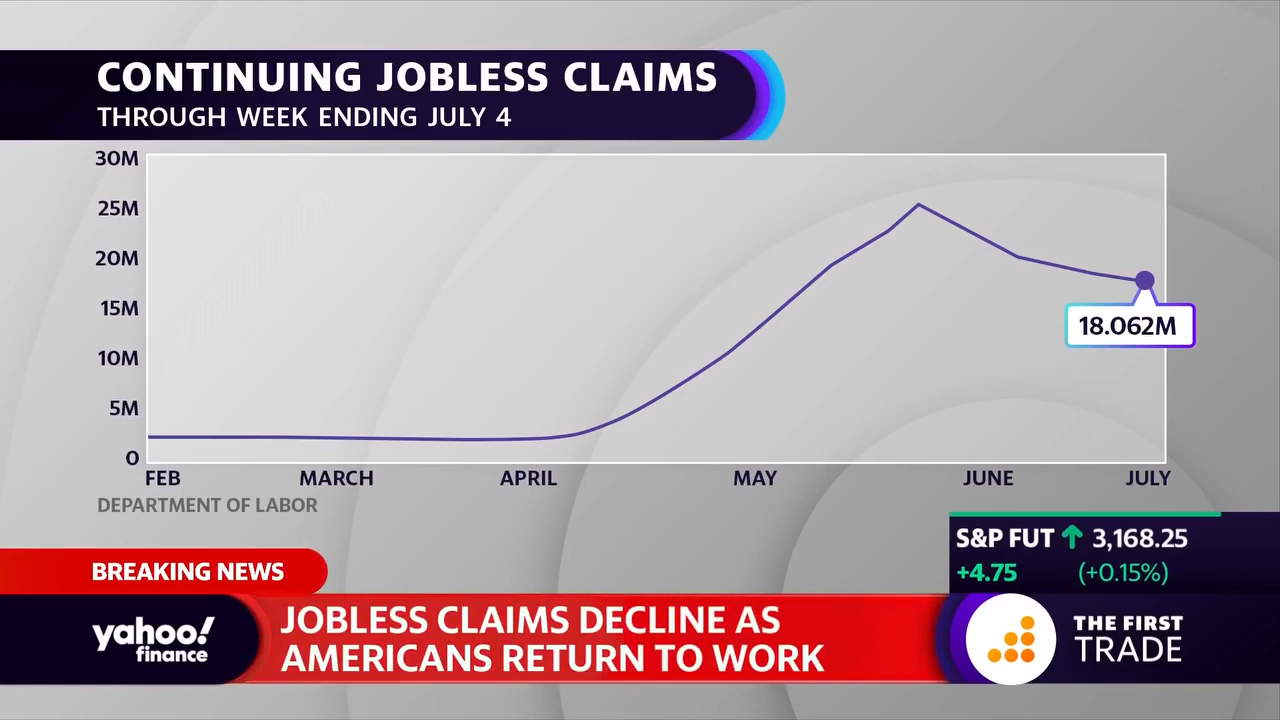 CONTINUING JOBLESS CLAIMS
THROUGH WEEK ENDING JULY 4
30M
25M
20M
15M
10M
5M
0
18.062M
FEB MARCH APRIL MAY JUNE JULY
DEPARTMENT OF LABOR
S&P FUT 3,168.25
+4.75 (+0.15%)
BREAKING NEWS
yahoo!
finance
JOBLESS CLAIMS DECLINE AS
AMERICANS RETURN TO WORK
THE FIRST
TRADE